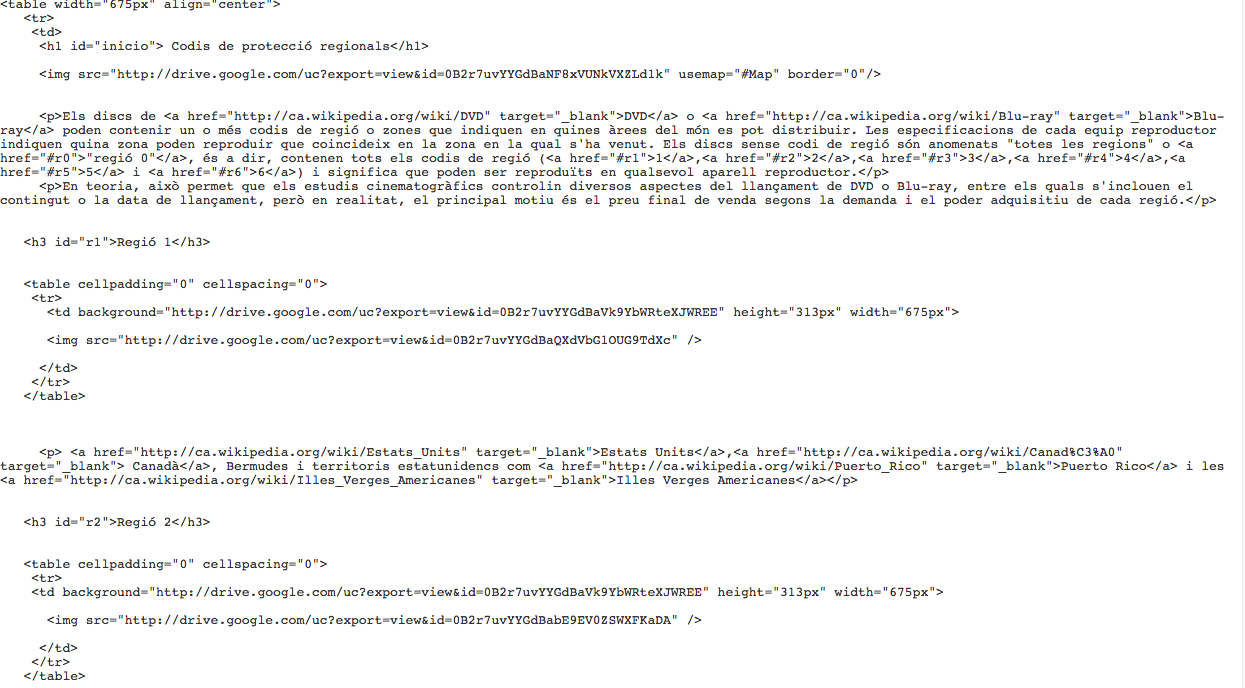 <table width="675px" align="center">
<tr>
<td>
<h1 id="inicio"> Codis de protecció regionals</h1>
<img src="http://drive.google.com/uc?export=view&id=0B2r7uvYYGdBaNF8xVUNkVXZLd1k" usemap="#Map" border="0"/>
<p>Els discs de <a href="http://ca.wikipedia.org/wiki/DVD" target="_blank">DVD</a> o <a href="http://ca.wikipedia.org/wiki/Blu-ray" target="_blank">Blu-
ray</a> poden contenir un o més codis de regió o zones que indiquen en quines àrees del món es pot distribuir. Les especificacions de cada equip reproductor
indiquen quina zona poden reproduir que coincideix en la zona en la qual s'ha venut. Els discs sense codi de regió són anomenats "totes les regions" o <a
href="#r0">"regió 0"</a>, és a dir, contenen tots els codis de regió (<a href="#r1">1</a>,<a href="#r2">2</a>,<a href="#r3">3</a>,<a href="#r4">4</a>,<a
href="#r5">5</a> i <a href="#r6">6</a>) i significa que poden ser reproduïts en qualsevol aparell reproductor.</p>
<p>En teoria, això permet que els estudis cinematogràfics controlin diversos aspectes del llançament de DVD o Blu-ray, entre els quals s'inclouen el
contingut o la data de llançament, però en realitat, el principal motiu és el preu final de venda segons la demanda i el poder adquisitiu de cada regió.</p>
<h3 id="r1">Regió 1</h3>
<table cellpadding="0" cellspacing="0">
<tr>
<td background="http://drive.google.com/uc?export=view&id=0B2r7uvYYGdBaVk9YbWRteXJWREE" height="313px" width="675px">
<img src="http://drive.google.com/uc?export=view&id=0B2r7uvYYGdBaQXdVbG1OUG9TdXc" />
</td>
</tr>
</table>
<p> <a href="http://ca.wikipedia.org/wiki/Estats_Units" target="_blank">Estats Units</a>,<a href="http://ca.wikipedia.org/wiki/Canad%C3%A0"
target="_blank"> Canadà</a>, Bermudes i territoris estatunidencs com <a href="http://ca.wikipedia.org/wiki/Puerto_Rico" target="_blank">Puerto Rico</a> i les
<a href="http://ca.wikipedia.org/wiki/Illes_Verges_Americanes" target="_blank">Illes Verges Americanes</a></p>
<h3 id="r2">Regió 2</h3>
<table cellpadding="0" cellspacing="0">
<tr>
<td background="http://drive.google.com/uc?export=view&id=0B2r7uvYYGdBaVk9YbWRteXJWREE" height="313px" width="675px">
<img src="http://drive.google.com/uc?export=view&id=0B2r7uvYYGdBabE9EV0ZSWXFKaDA" />
</td>
</tr>
</table>